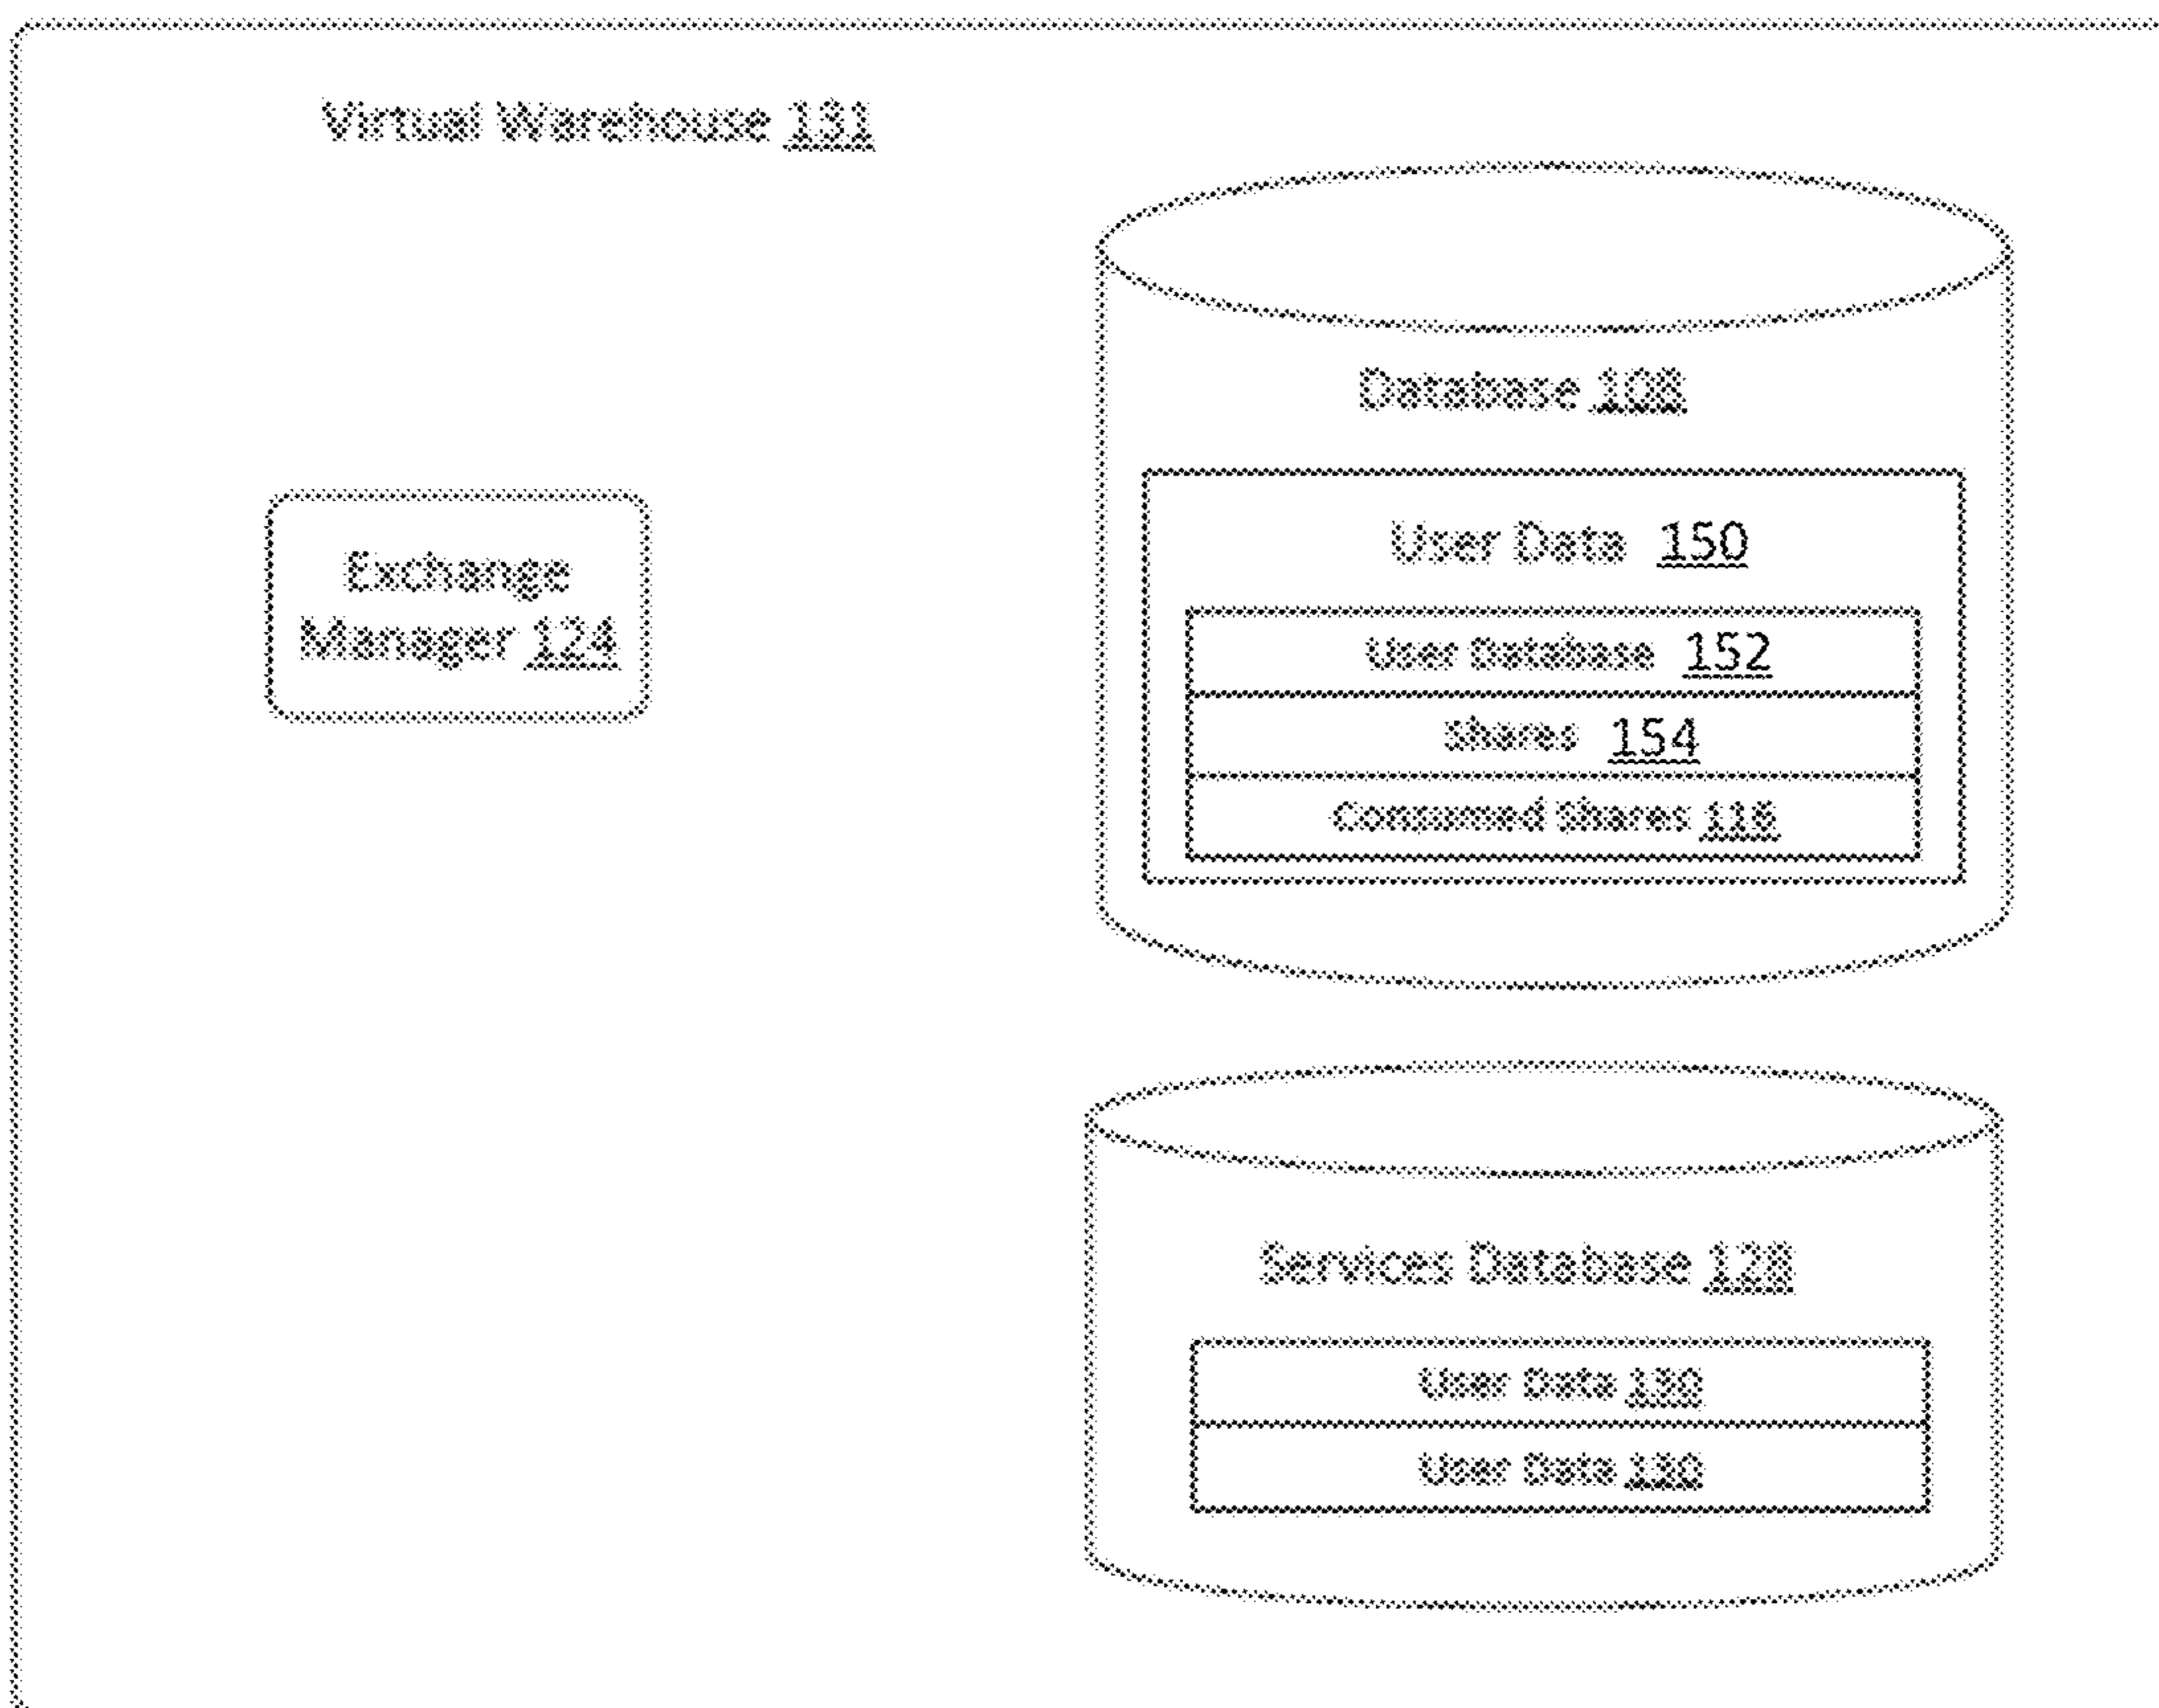 Virtual Warehouse 131
Database 108
User Data 150
Exchange
Manager 124
User Database 152
Shares 154
Consumed Shares
Services Database 128
User Data 130
User Data 130